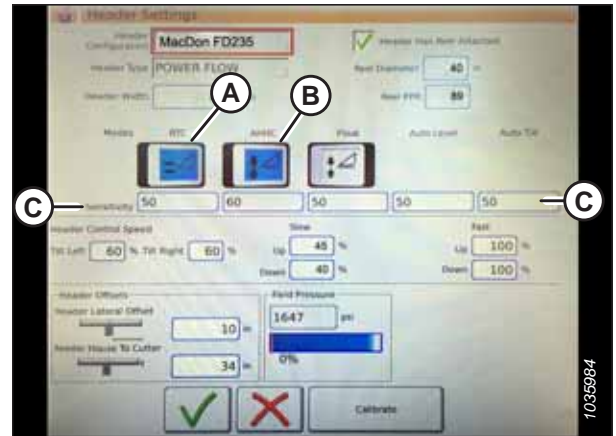 Header Settings
Header Configuration MacDon FD235
Header Has Reel Attached
Header Type POWER FLOW
Reel Diameter 40 in
Header Width
Reel PPR 89
A
B
Modes RTC AHHC Float Auto Level Auto Tilt
C Sensitivity 50 60 50 50 50 C
Header Control Speed
Slow
Fast
Tilt Left 60 % Tilt Right 60 %
Up 45 %
Up 100 %
Down 40 %
Down 100 %
Header Offsets
Field Pressure
Header Lateral Offset
1647 psi
10 in
Feeder House To Cutter
0%
34 in
Calibrate
1035984